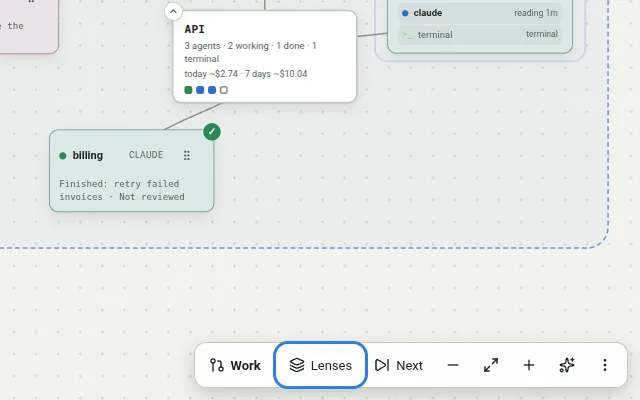 e the
claude reading 1m
>_ terminal terminal
API
3 agents · 2 working · 1 done · 1
terminal
today ~$2.74 · 7 days ~$10.04
billing CLAUDE
Finished: retry failed
invoices · Not reviewed
Work Lenses Next